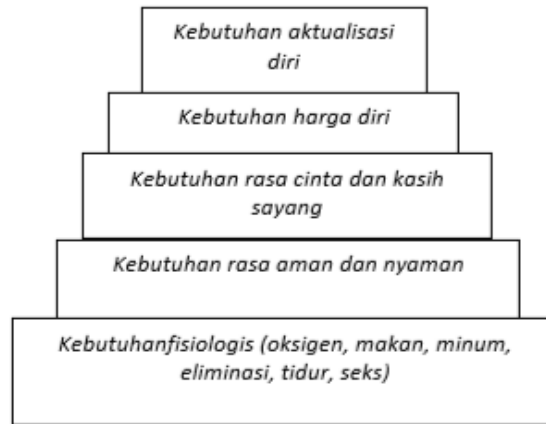 Kebutuhan aktualisasi
diri
Kebutuhan harga diri
Kebutuhan rasa cinta dan kasih
sayang
Kebutuhan rasa aman dan nyaman
Kebutuhanfisiologis (oksigen, makan, minum,
eliminasi, tidur, seks)